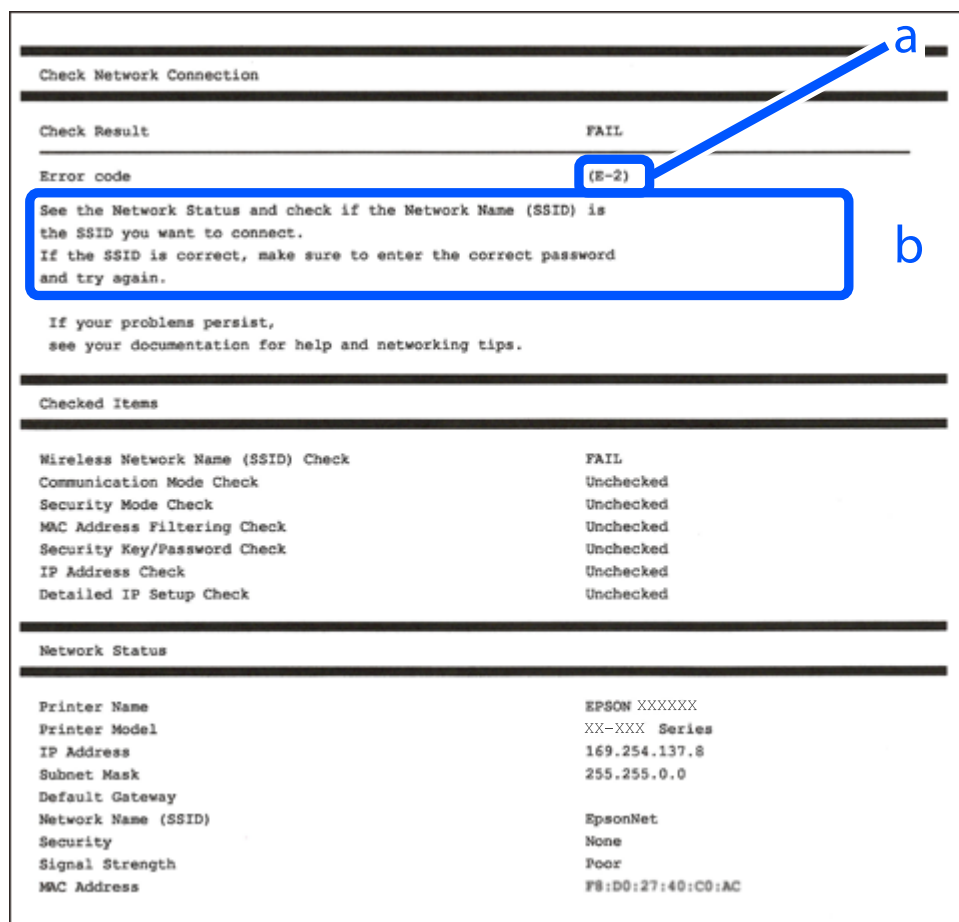 a
Check Network Connection
Check Result FAIL
Error code (E-2)
See the Network Status and check if the Network Name (SSID) is
the SSID you want to connect.
If the SSID is correct, make sure to enter the correct password
and try again.
b
If your problems persist,
see your documentation for help and networking tips.
Checked Items
Wireless Network Name (SSID) Check FAIL
Communication Mode Check Unchecked
Security Mode Check Unchecked
MAC Address Filtering Check Unchecked
Security Key/Password Check Unchecked
IP Address Check Unchecked
Detailed IP Setup Check Unchecked
Network Status
Printer Name EPSON XXXXXX
Printer Model XX-XXX Series
IP Address 169.254.137.8
Subnet Mask 255.255.0.0
Default Gateway
Network Name (SSID) EpsonNet
Security None
Signal Strength Poor
MAC Address F8:D0:27:40:C0:AC